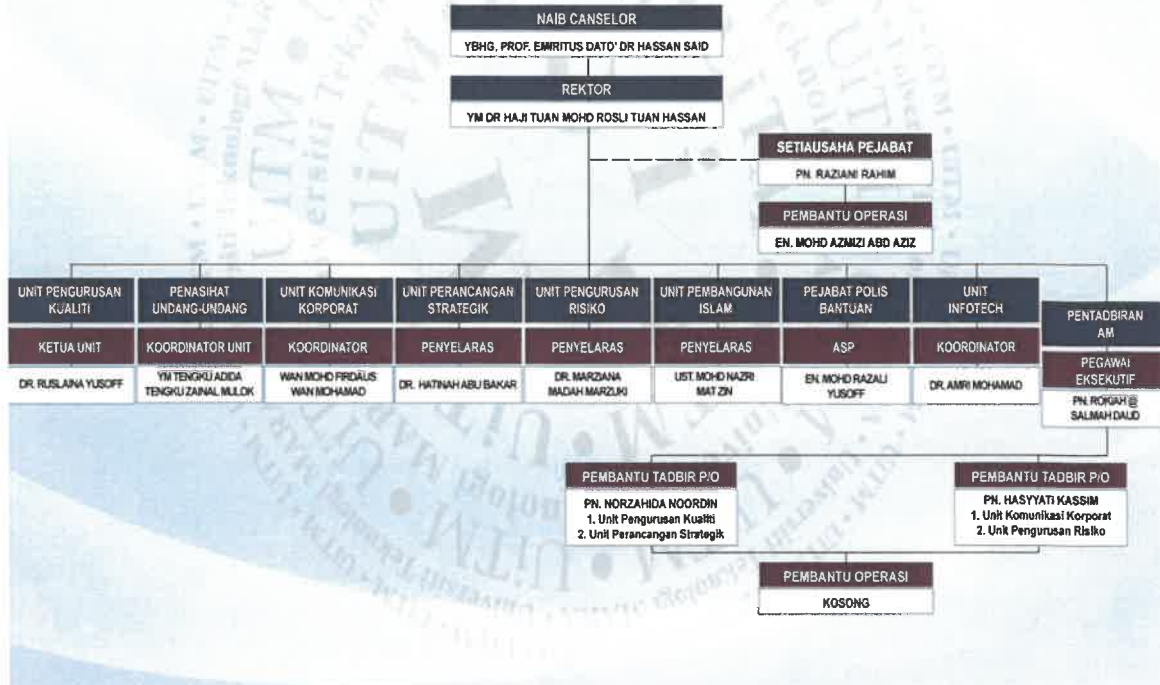 NAIB CANSELOR
YBHG. PROF. EMIRITUS DATO' DR HASSAN SAID
REKTOR
YM DR HAJI TUAN MOHD ROSLI TUAN HASSAN
SETIAUSAHA PEJABAT
PN. RAZIANI RAHIM
PEMBANTU OPERASI
EN. MOHD AZMIZI ABD AZIZ
UNIT PENGURUSAN
KUALITI
KETUA UNIT
DR. RUSLAINA YUSOFF
PENASIHAT
UNDANG-UNDANG
KOORDINATOR UNIT
YM TENGKU ADIDA
TENGKU ZAINAL MULOK
UNIT KOMUNIKASI
KORPORAT
KOORDINATOR
WAN MOHD FIRDAUS
WAN MOHAMAD
UNIT PERANCANGAN
STRATEGIK
PENYELARAS
DR. HATINAH ABU BAKAR
UNIT PENGURUSAN
RISIKO
PENYELARAS
DR. MARZIANA
MADAH MARZUKI
UNIT PEMBANGUNAN
ISLAM
PENYELARAS
UST. MOHD NAZRI
MAT ZIN
PEJABAT POLIS
BANTUAN
ASP
EN. MOHD RAZALI
YUSOFF
UNIT
INFOTECH
KOORDINATOR
DR. AMRI MOHAMAD
PENTADBIRAN
AM
PEGAWAI
EKSEKUTIF
PN. ROKIAH @
SALMAH DAUD
PEMBANTU TADBIR P/O
PN. NORZAHIDA NOORDIN
1. Unit Pengurusan Kualiti
2. Unit Perancangan Strategik
PEMBANTU TADBIR P/O
PN. HASYYATI KASSIM
1. Unit Komunikasi Korporat
2. Unit Pengurusan Risiko
PEMBANTU OPERASI
KOSONG